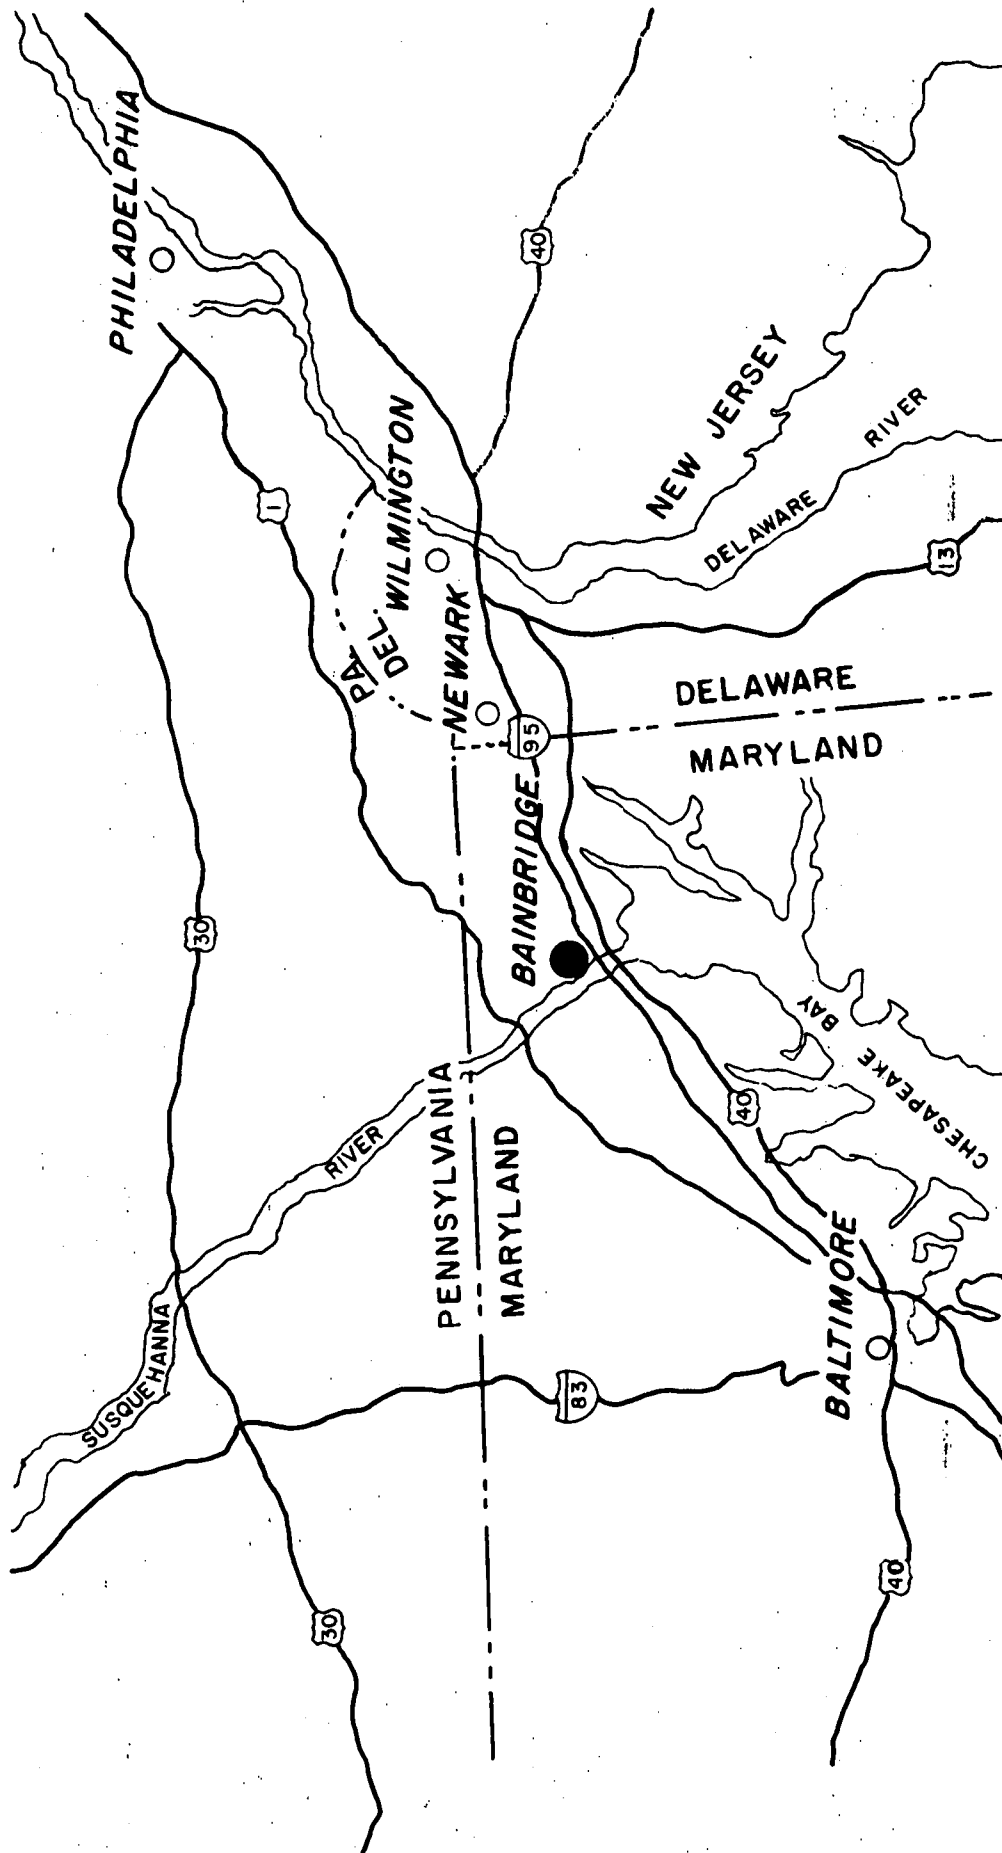 PHILADELPHIA
40
NEW JERSEY
RIVER
DELAWARE
1
WILMINGTON
PA.
DEL.
NEWARK
13
95
DELAWARE
MARYLAND
BAINBRIDGE
30
PENNSYLVANIA
MARYLAND
RIVER
SUSQUEHANNA
40
BAY
CHESAPEAKE
BALTIMORE
83
30
40